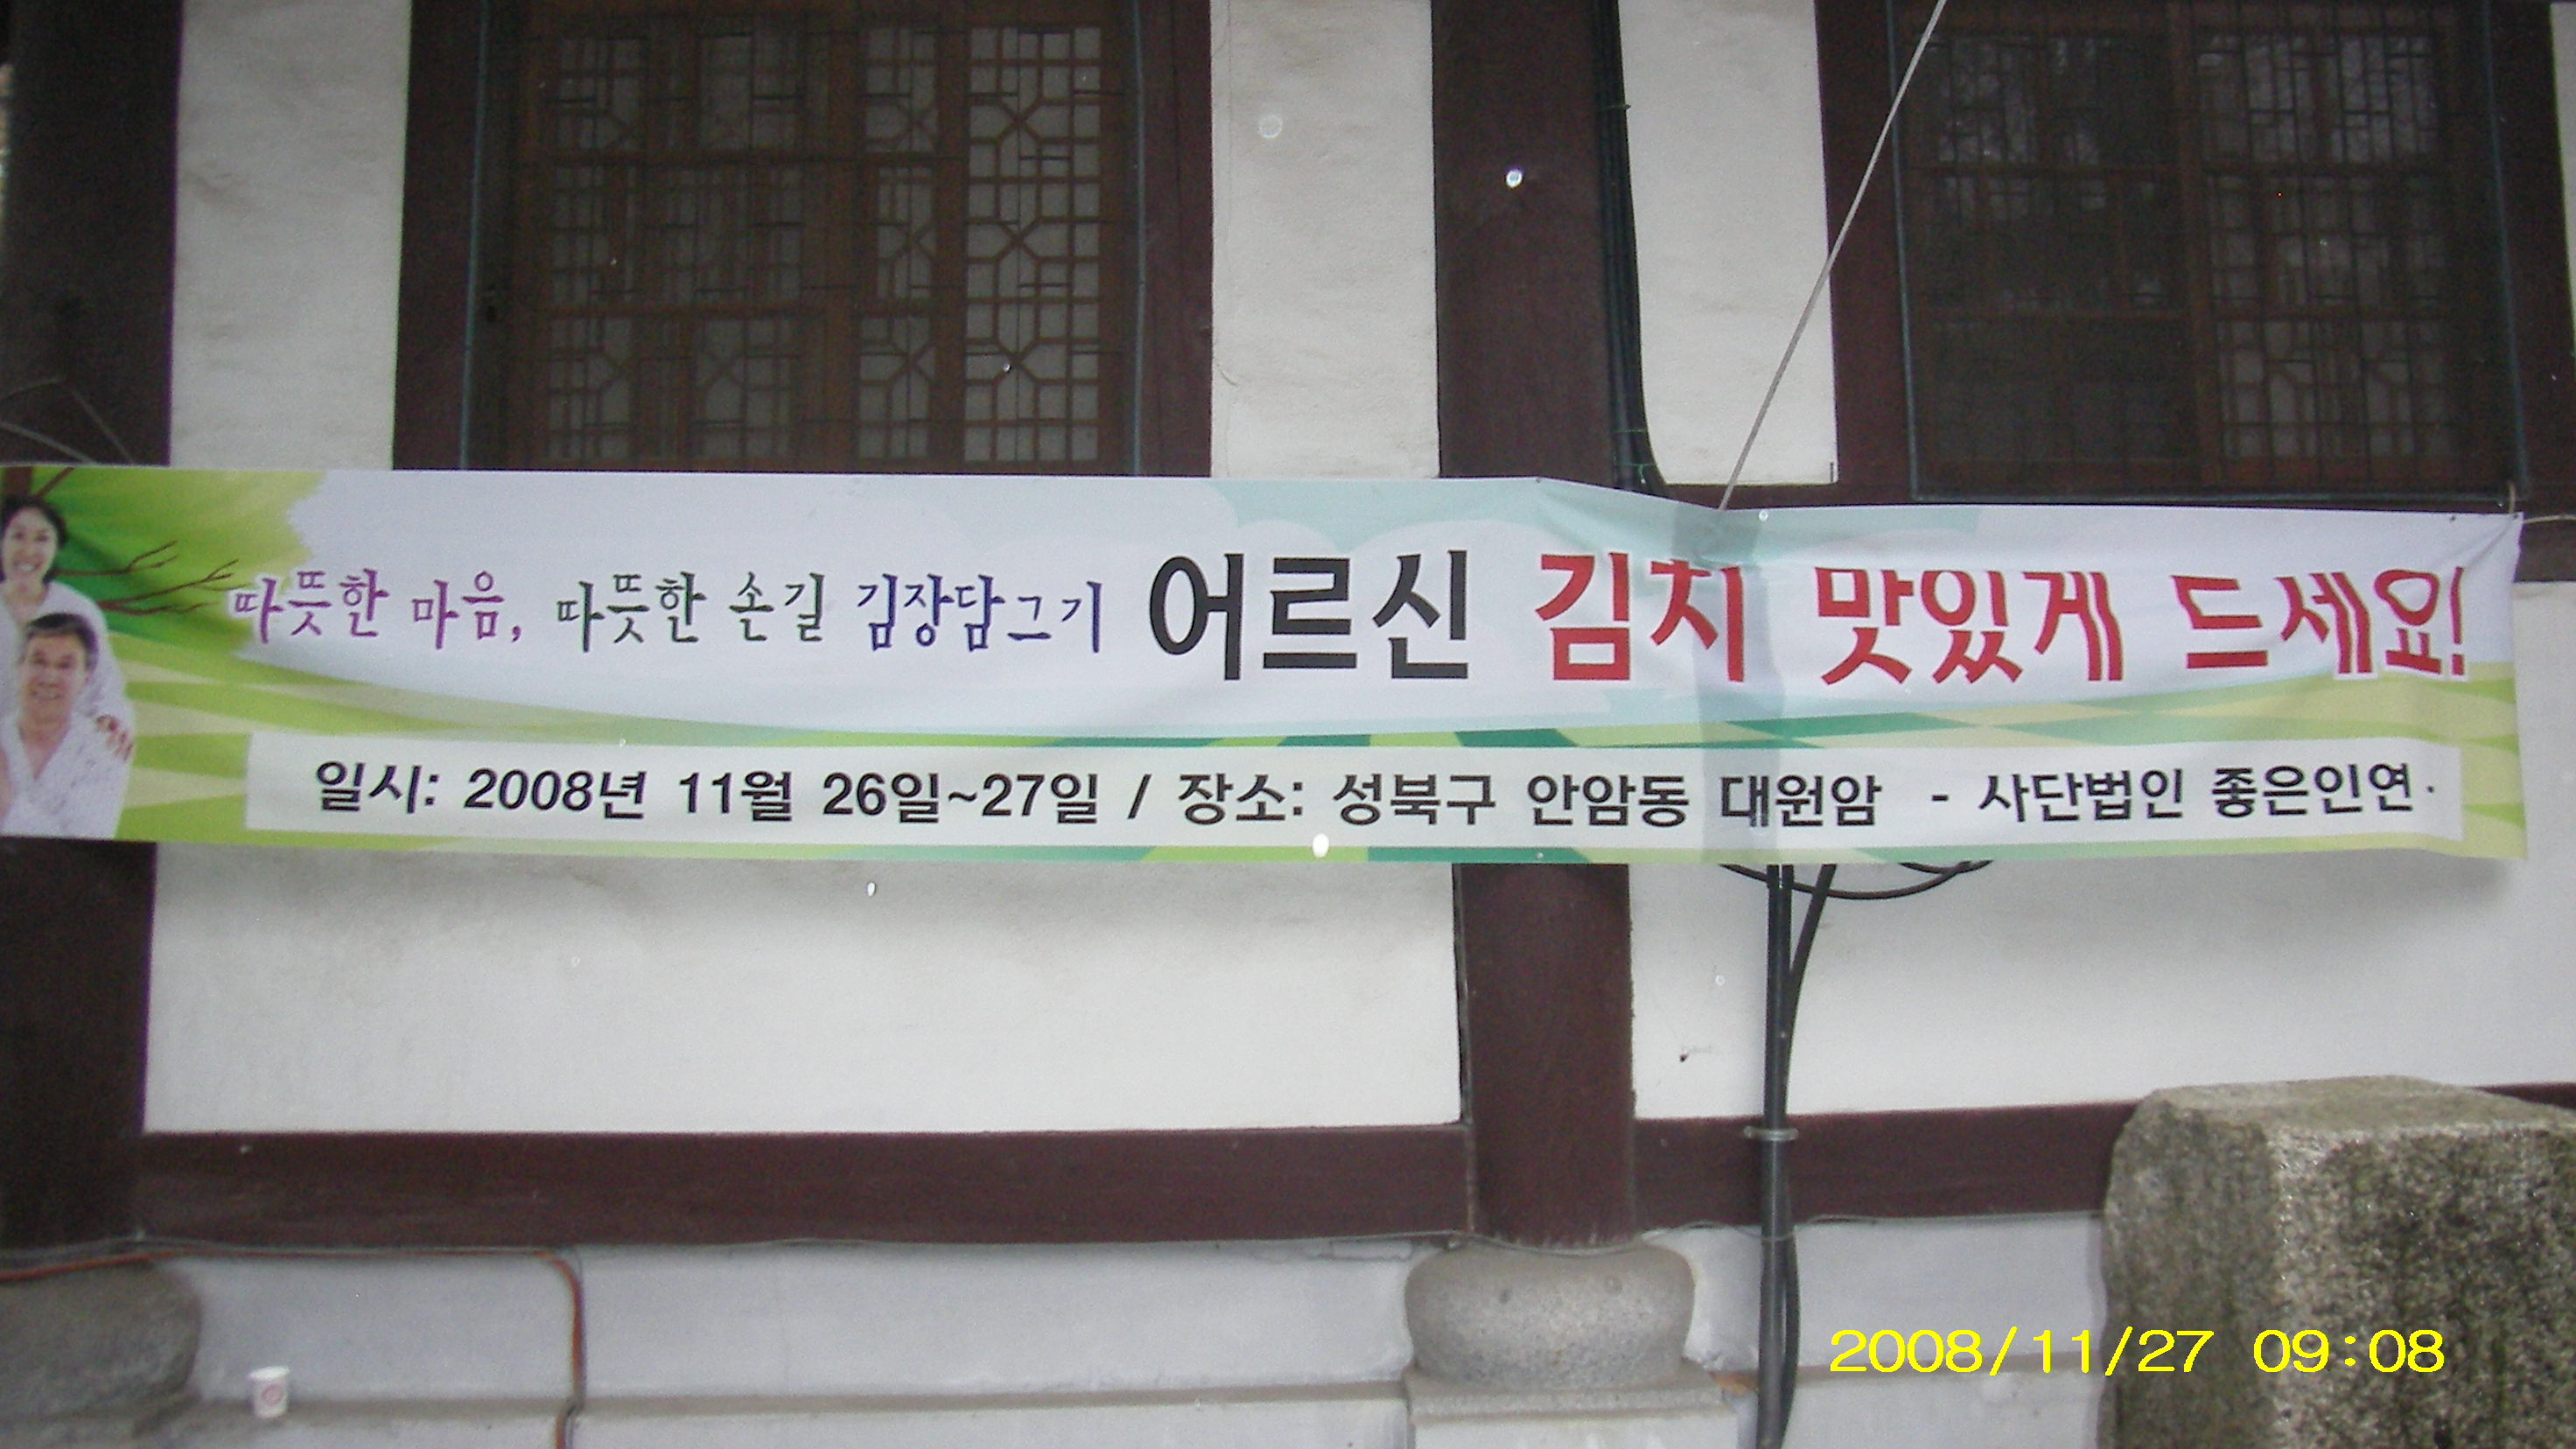 따뜻한 마음, 따뜻한 손길 김장담그기 어르신 김치 맛있게 드세요!
일시: 2008년 11월 26일~27일 / 장소: 성북구 안암동 대원암 - 사단법인 좋은인연·
2008/11/27 09:08